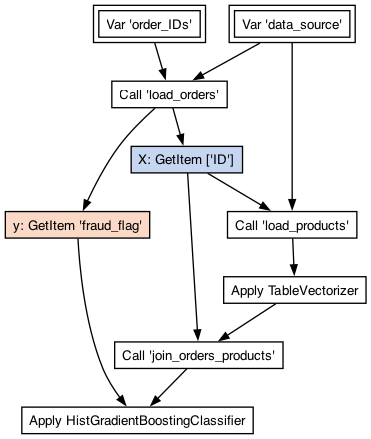 Var 'order_IDs'
Var 'data_source'
Call 'load_orders'
X: GetItem ['ID']
y: GetItem 'fraud_flag'
Call 'load_products'
Apply TableVectorizer
Call 'join_orders_products'
Apply HistGradientBoostingClassifier